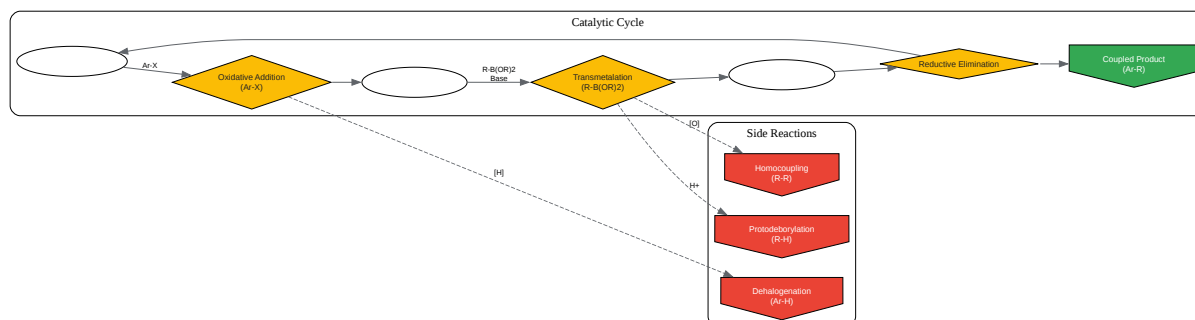 Catalytic Cycle
Ar-X
Oxidative Addition
(Ar-X)
R-B(OR)2
Base
Transmetalation
(R-B(OR)2)
Reductive Elimination
Coupled Product
(Ar-R)
[O]
[H]
H+
Side Reactions
Homocoupling
(R-R)
Protodeborylation
(R-H)
Dehalogenation
(Ar-H)